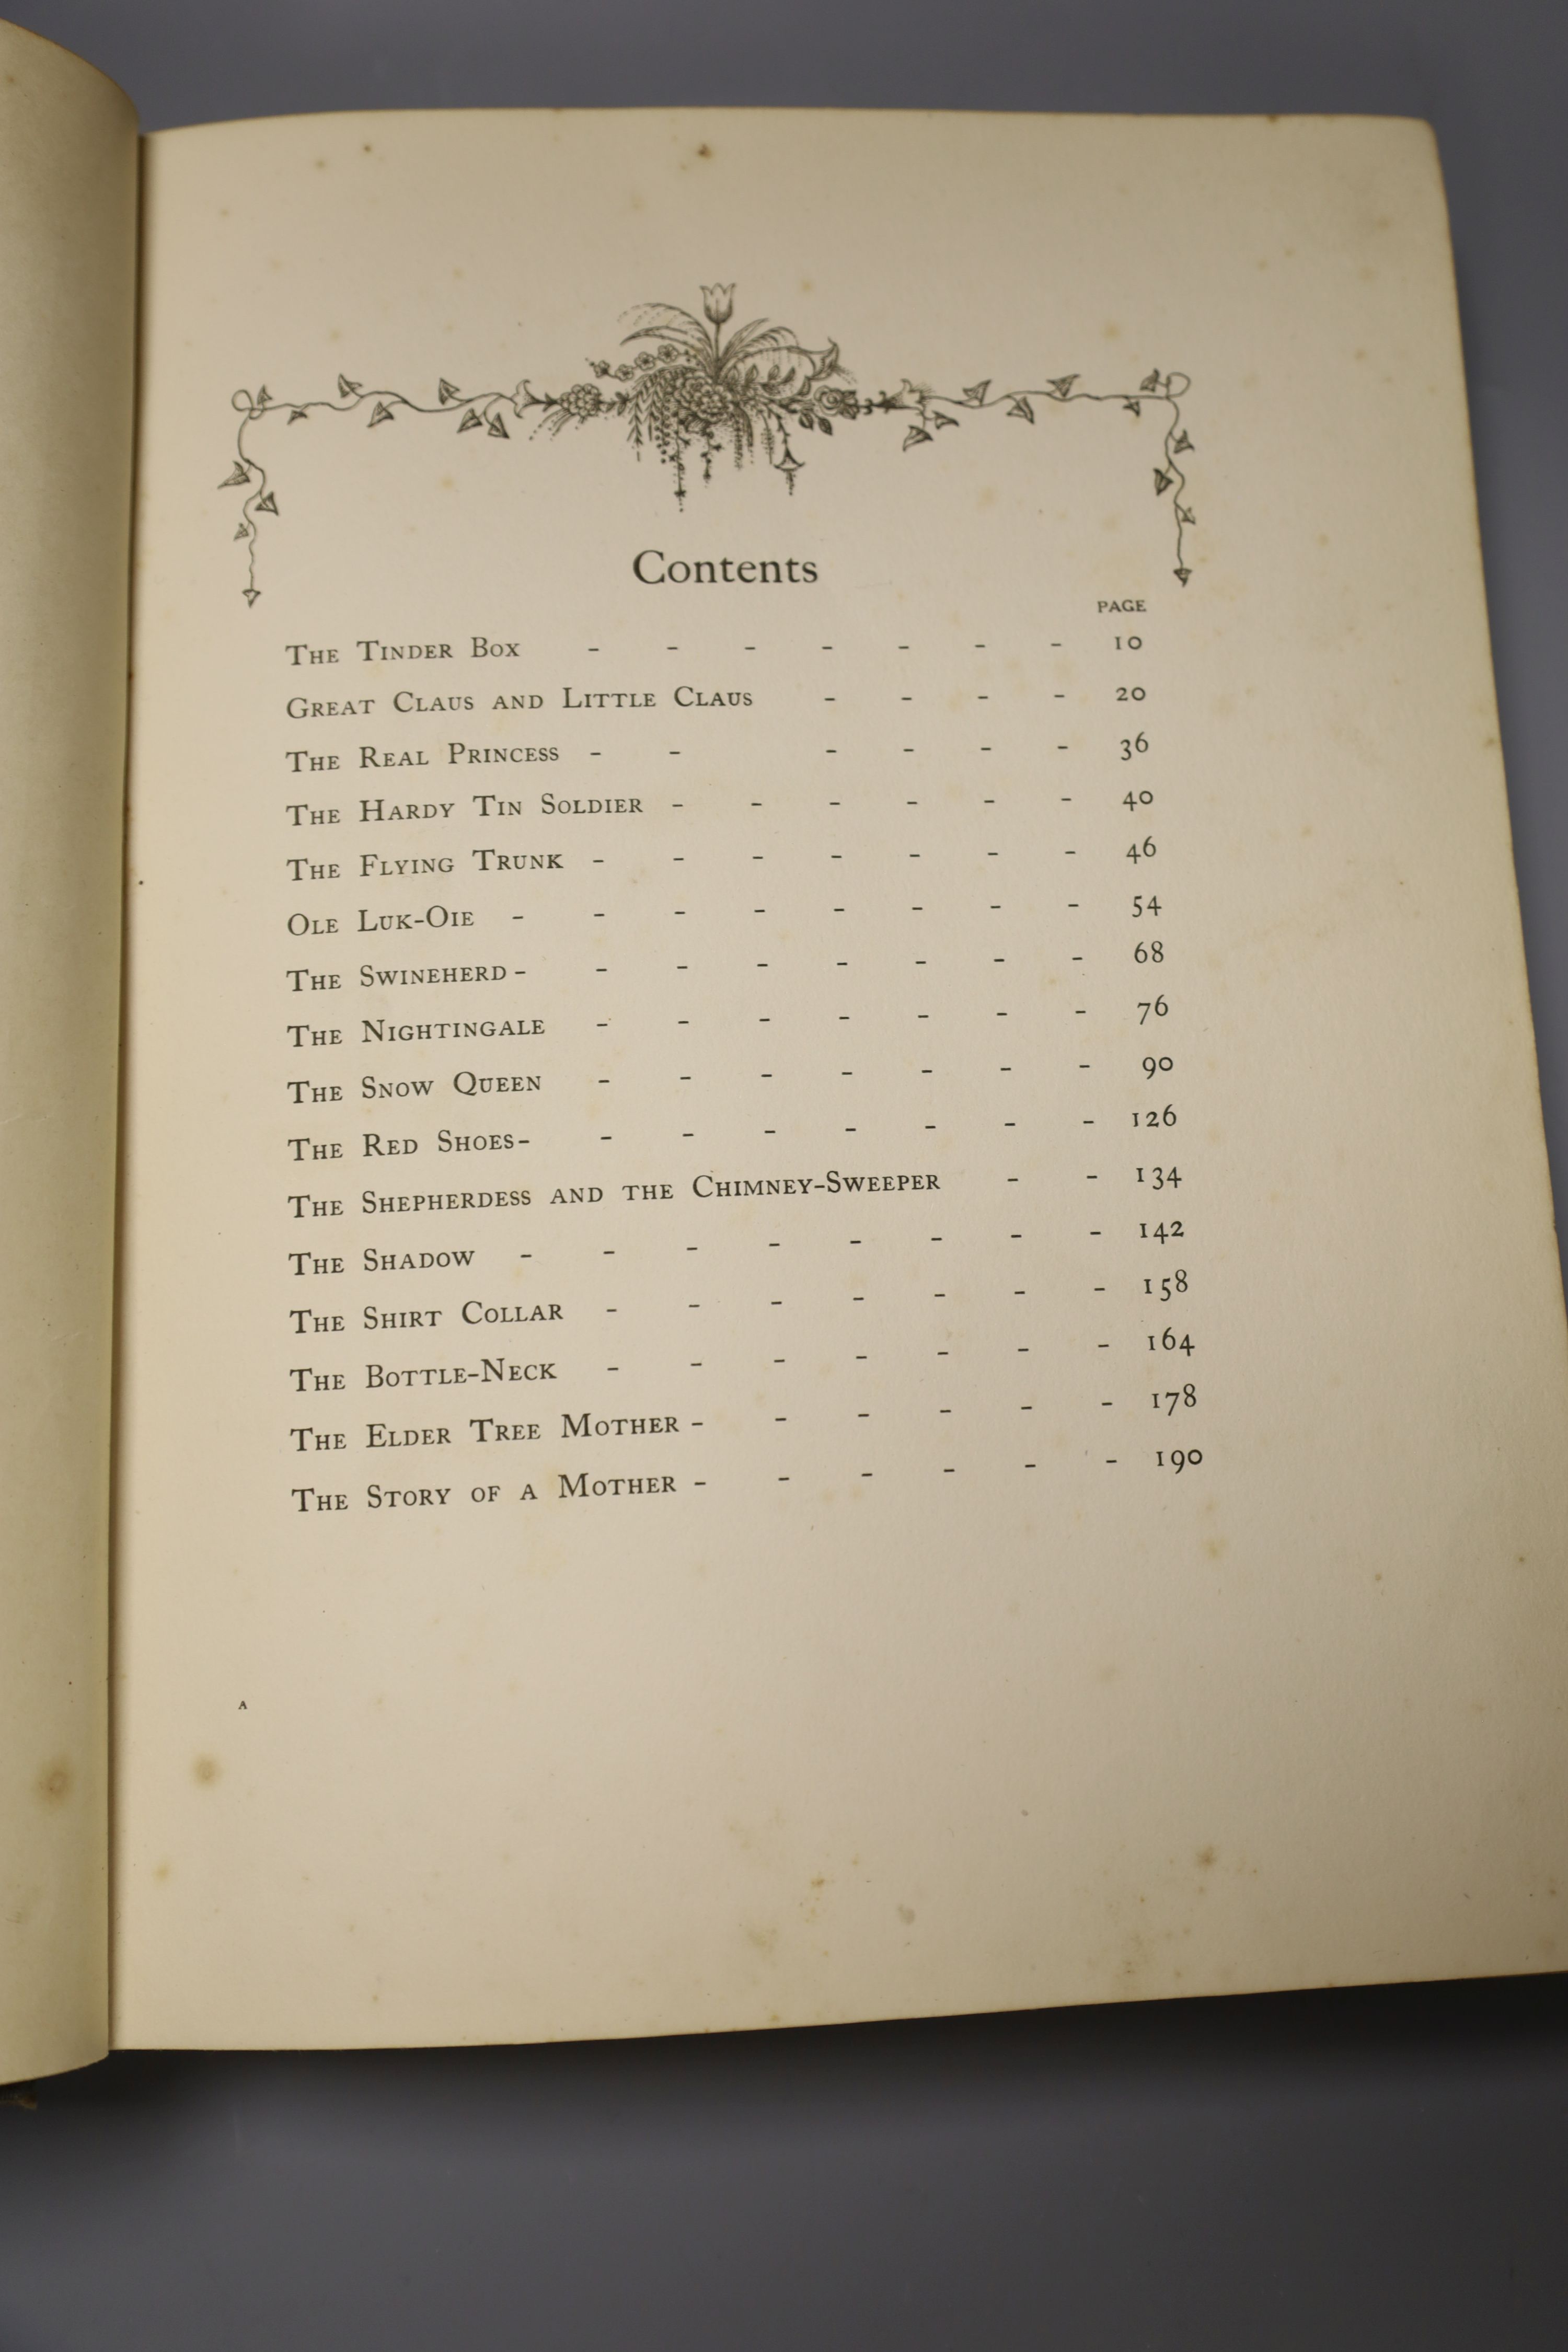 Contents
PAGE
The Tinder Box - - - - - - - 10
Great Claus and Little Claus - - - - 20
The Real Princess - - - - - - 36
The Hardy Tin Soldier - - - - - - 40
The Flying Trunk - - - - - - - 46
Ole Luk-Oie - - - - - - - - 54
The Swineherd - - - - - - - - 68
The Nightingale - - - - - - - 76
The Snow Queen - - - - - - - 90
The Red Shoes - - - - - - - - 126
The Shepherdess and the Chimney-Sweeper - - 134
The Shadow - - - - - - - - 142
The Shirt Collar - - - - - - - 158
The Bottle-Neck - - - - - - - 164
The Elder Tree Mother - - - - - - 178
The Story of a Mother - - - - - - 190
A